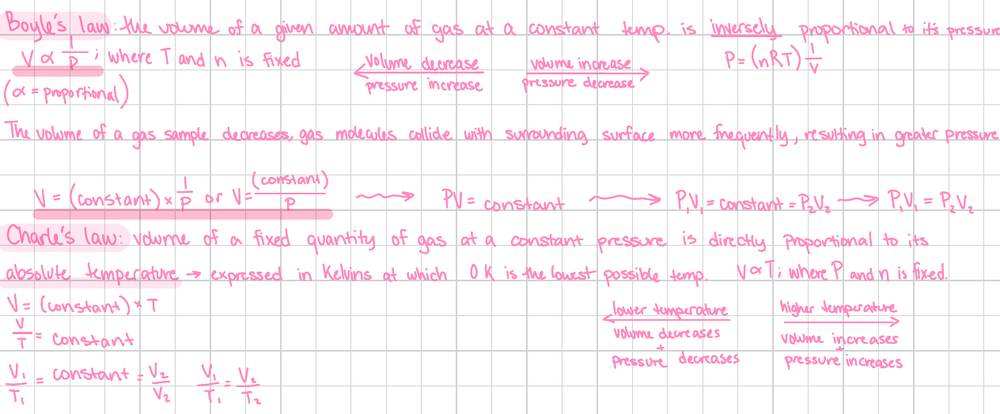 Boyle's law: the volume of a given amount of gas at a constant temp. is inversely proportional to it's pressure
V ∝ 1/P ; where T and n is fixed
volume decrease
pressure increase
volume increase
pressure decrease
P = (nRT) 1/V
(∝ = proportional)
The volume of a gas sample decreases, gas molecules collide with surrounding surface more frequently, resulting in greater pressure
V = (constant) × 1/P or V = (constant)/P → PV = constant → P₁V₁ = constant = P₂V₂ → P₁V₁ = P₂V₂
Charle's law: volume of a fixed quantity of gas at a constant pressure is directly proportional to its
absolute temperature → expressed in Kelvins at which 0 K is the lowest possible temp. V ∝ T ; where P and n is fixed.
V = (constant) × T
V/T = constant
lower temperature
volume decreases
+
pressure decreases
higher temperature
volume increases
+
pressure increases
V₁/T₁ = constant = V₂/V₂ V₁/T₁ = V₂/T₂